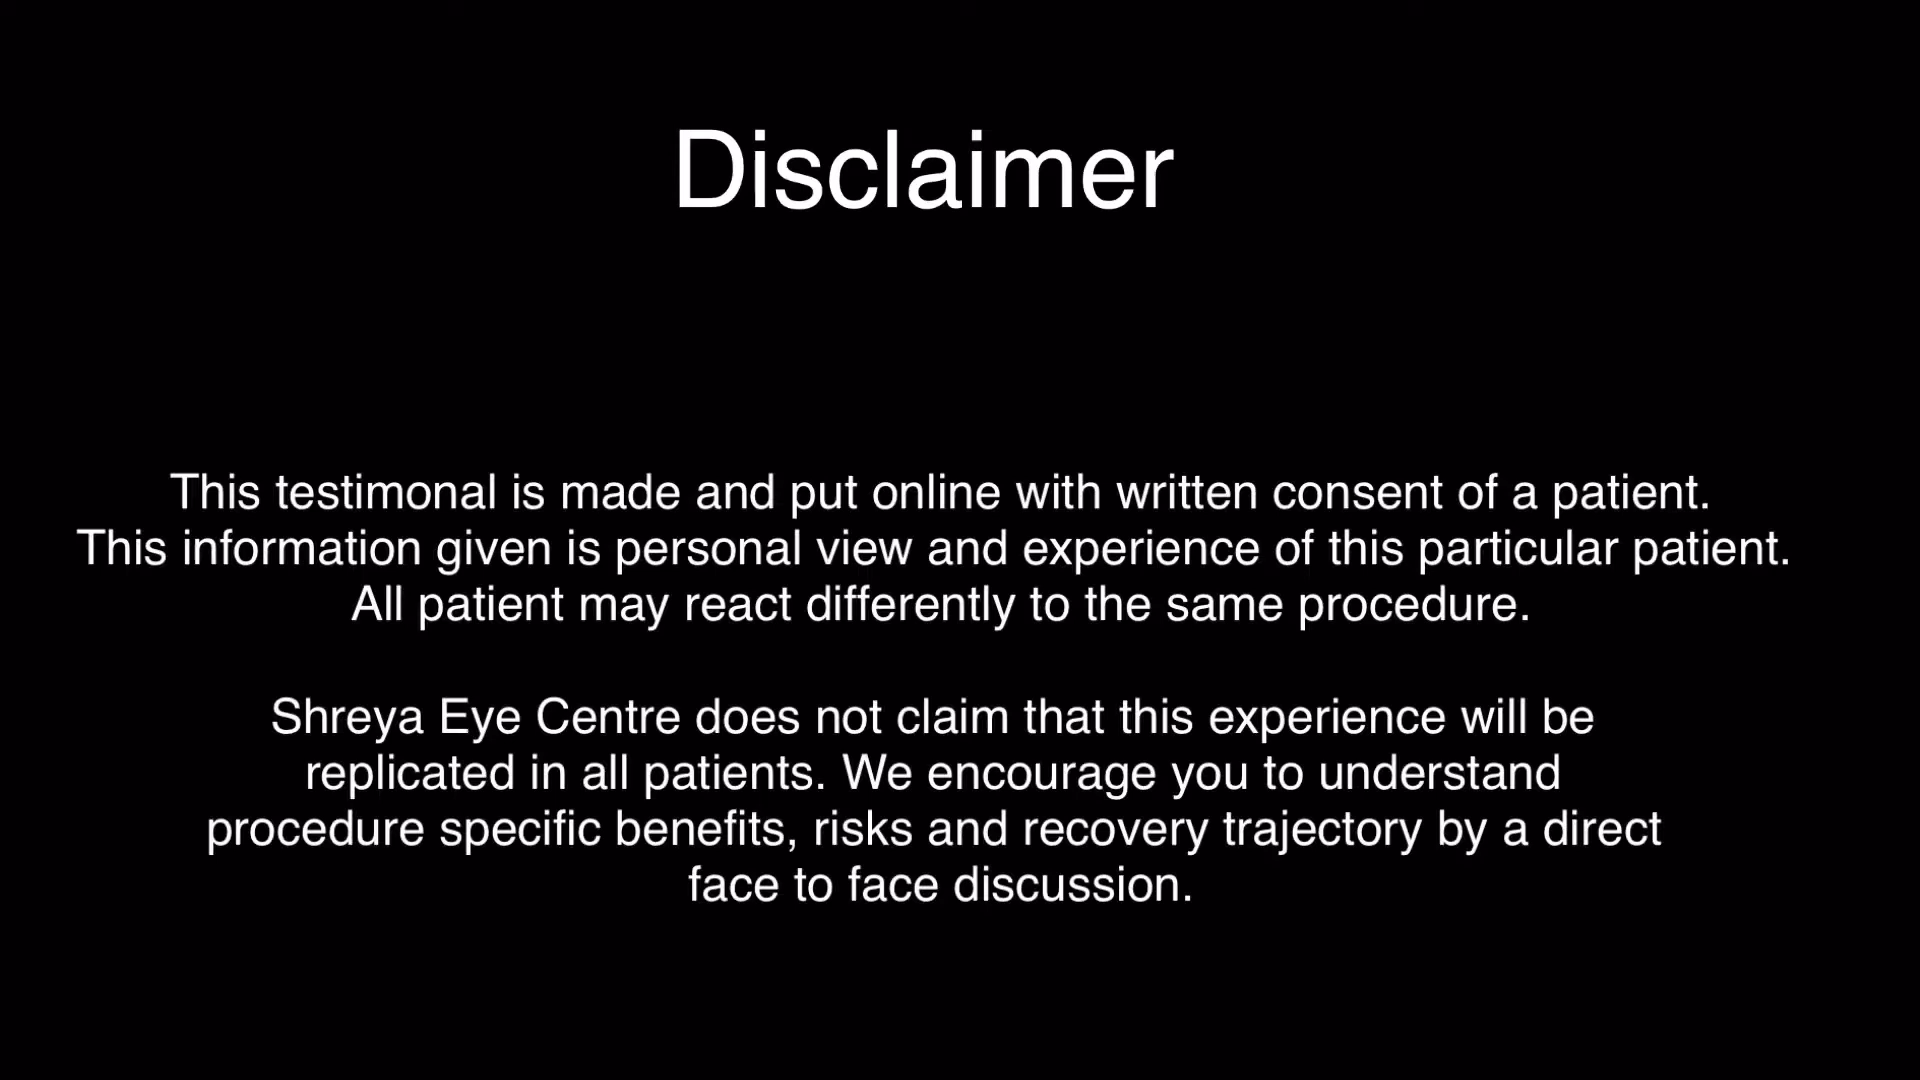 Disclaimer
This testimonal is made and put online with written consent of a patient.
This information given is personal view and experience of this particular patient.
All patient may react differently to the same procedure.
Shreya Eye Centre does not claim that this experience will be
replicated in all patients. We encourage you to understand
procedure specific benefits, risks and recovery trajectory by a direct
face to face discussion.